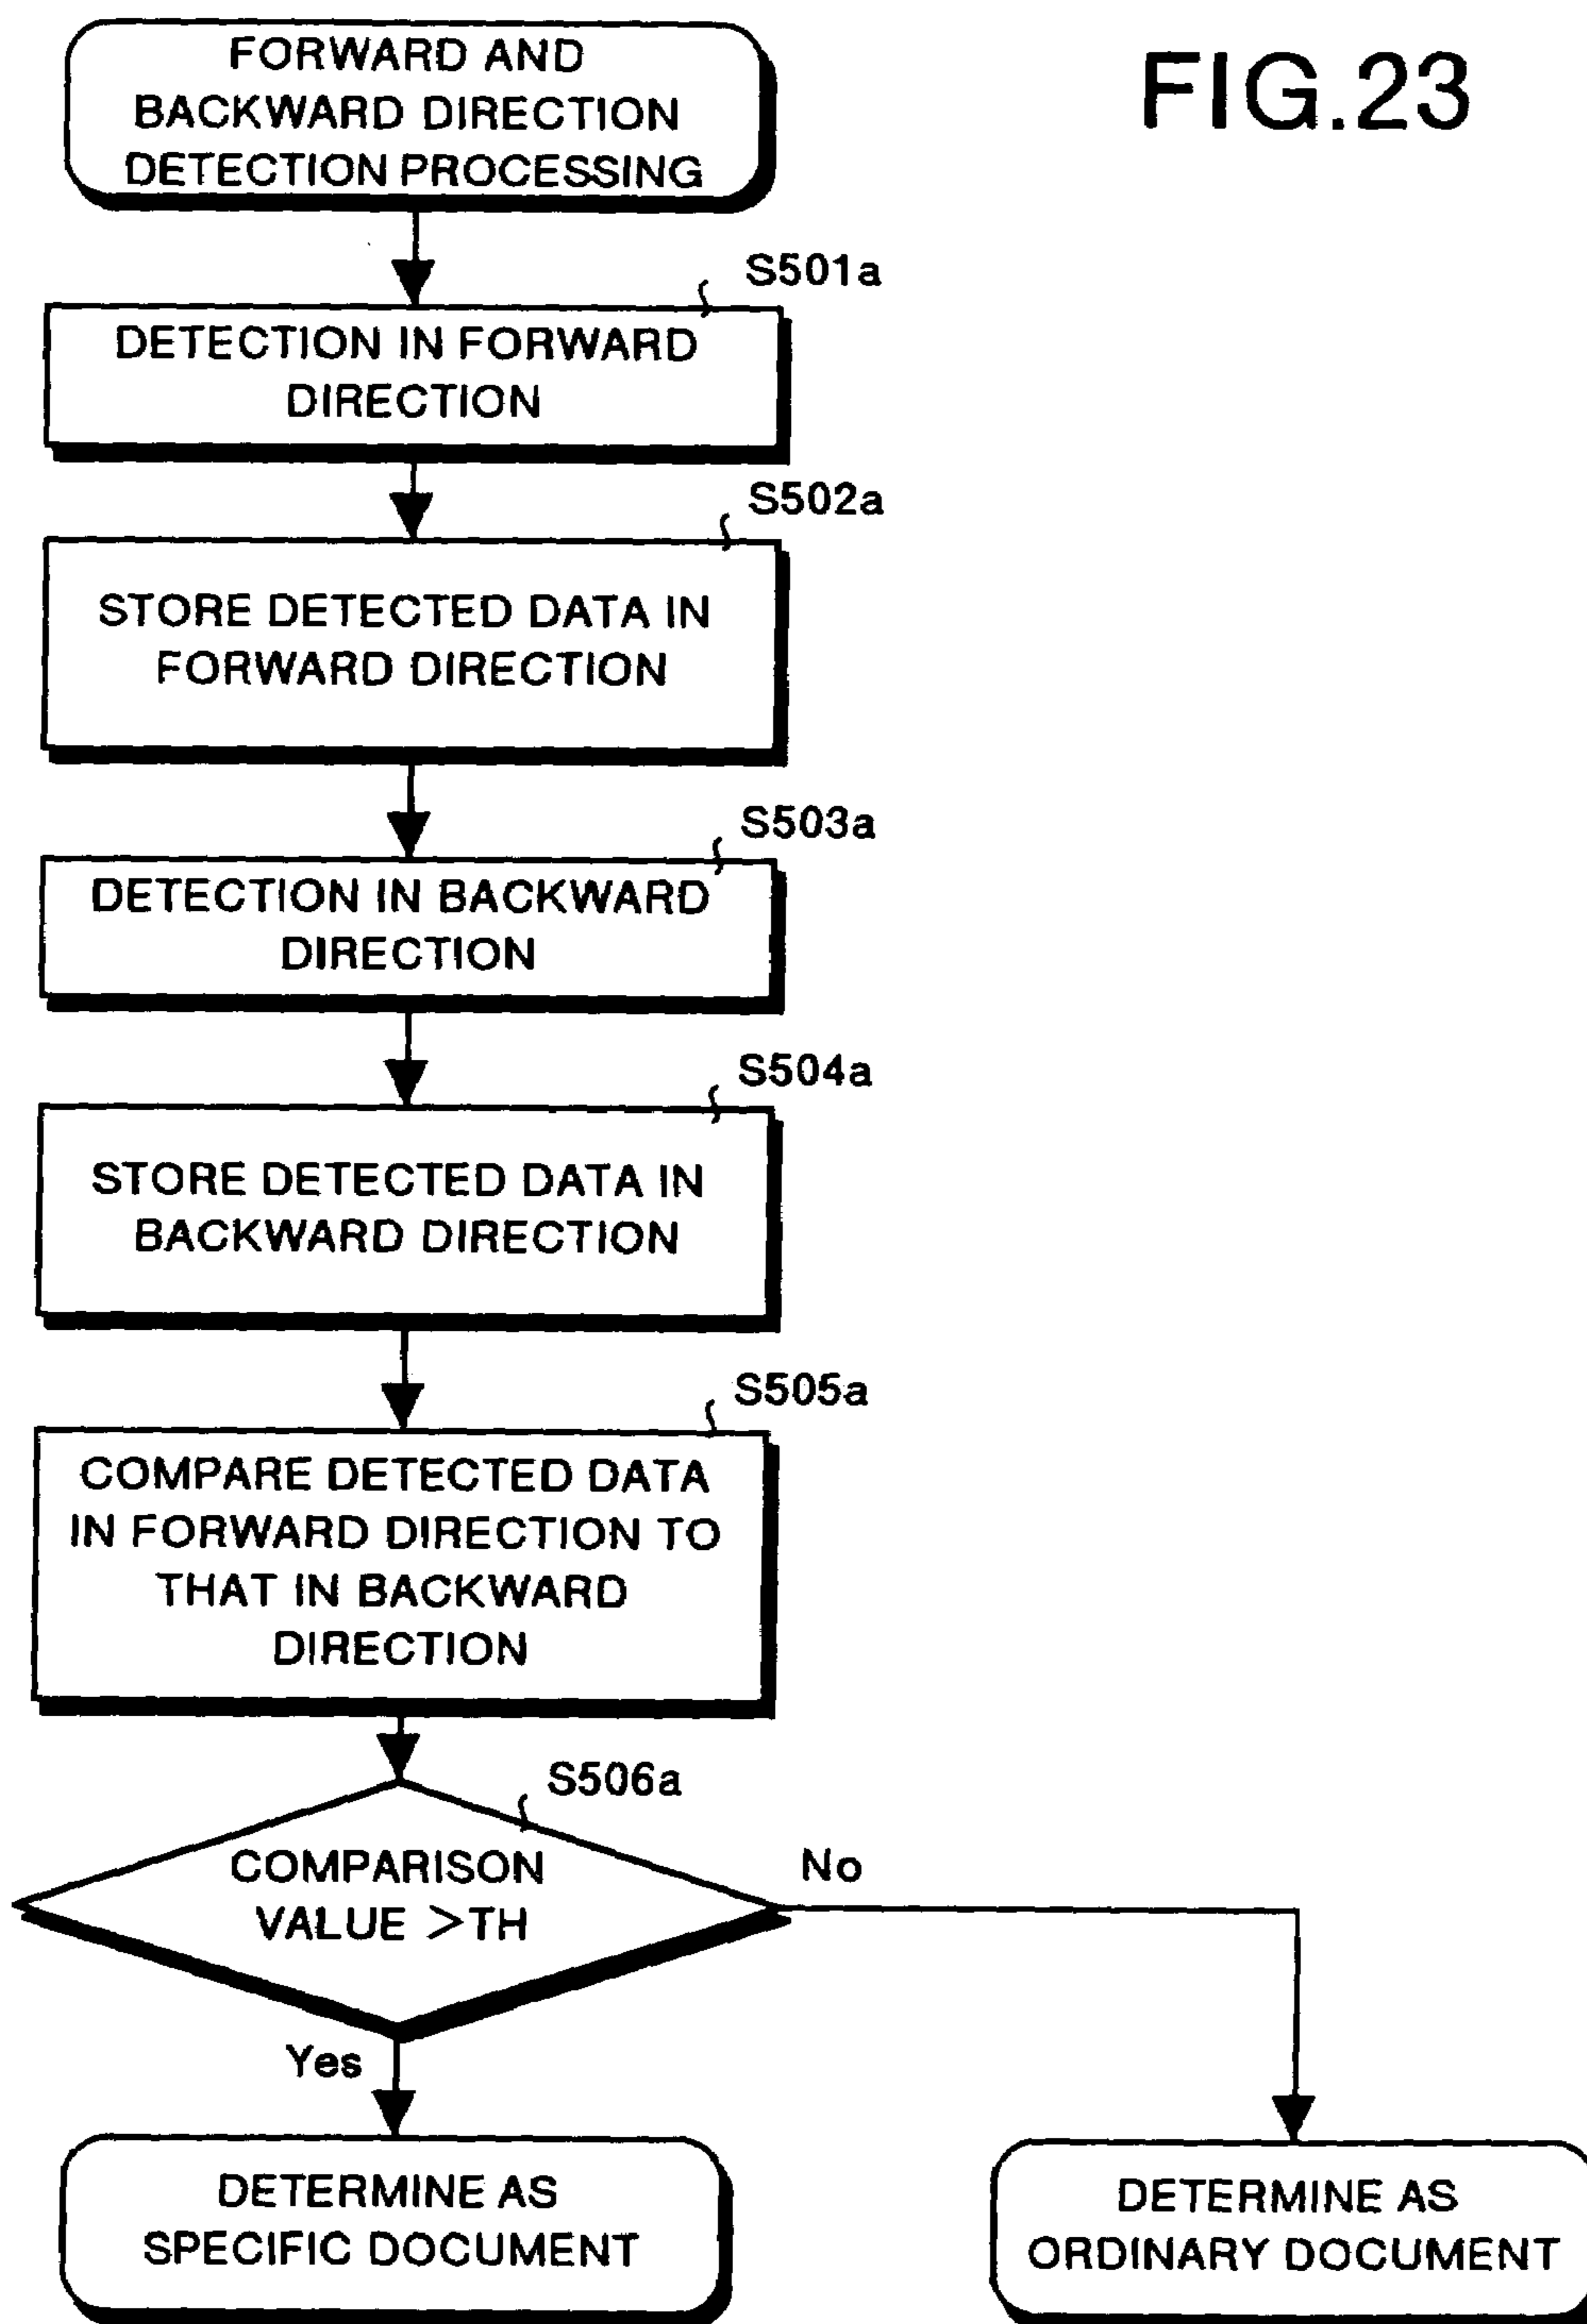 FIG.23
FORWARD AND
BACKWARD DIRECTION
DETECTION PROCESSING
S501a
DETECTION IN FORWARD
DIRECTION
S502a
STORE DETECTED DATA IN
FORWARD DIRECTION
S503a
DETECTION IN BACKWARD
DIRECTION
S504a
STORE DETECTED DATA IN
BACKWARD DIRECTION
S505a
COMPARE DETECTED DATA
IN FORWARD DIRECTION TO
THAT IN BACKWARD
DIRECTION
S506a
COMPARISON
VALUE >TH
No
Yes
DETERMINE AS
SPECIFIC DOCUMENT
DETERMINE AS
ORDINARY DOCUMENT